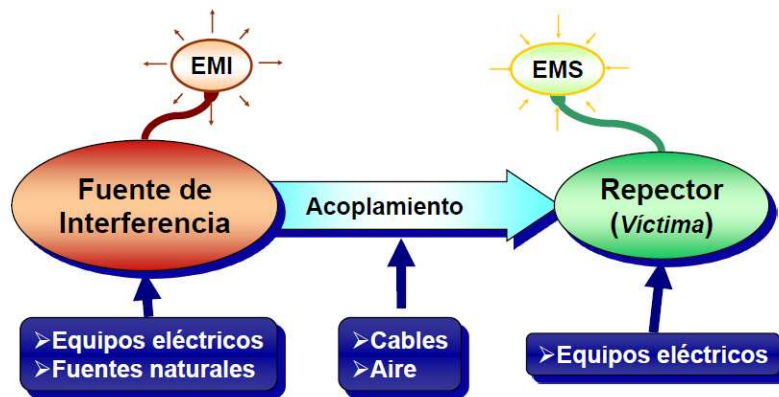 EMI
EMS
Fuente de
Interferencia
Acoplamiento
Repector
(Víctima)
➢Equipos eléctricos
➢Fuentes naturales
➢Cables
➢Aire
➢Equipos eléctricos